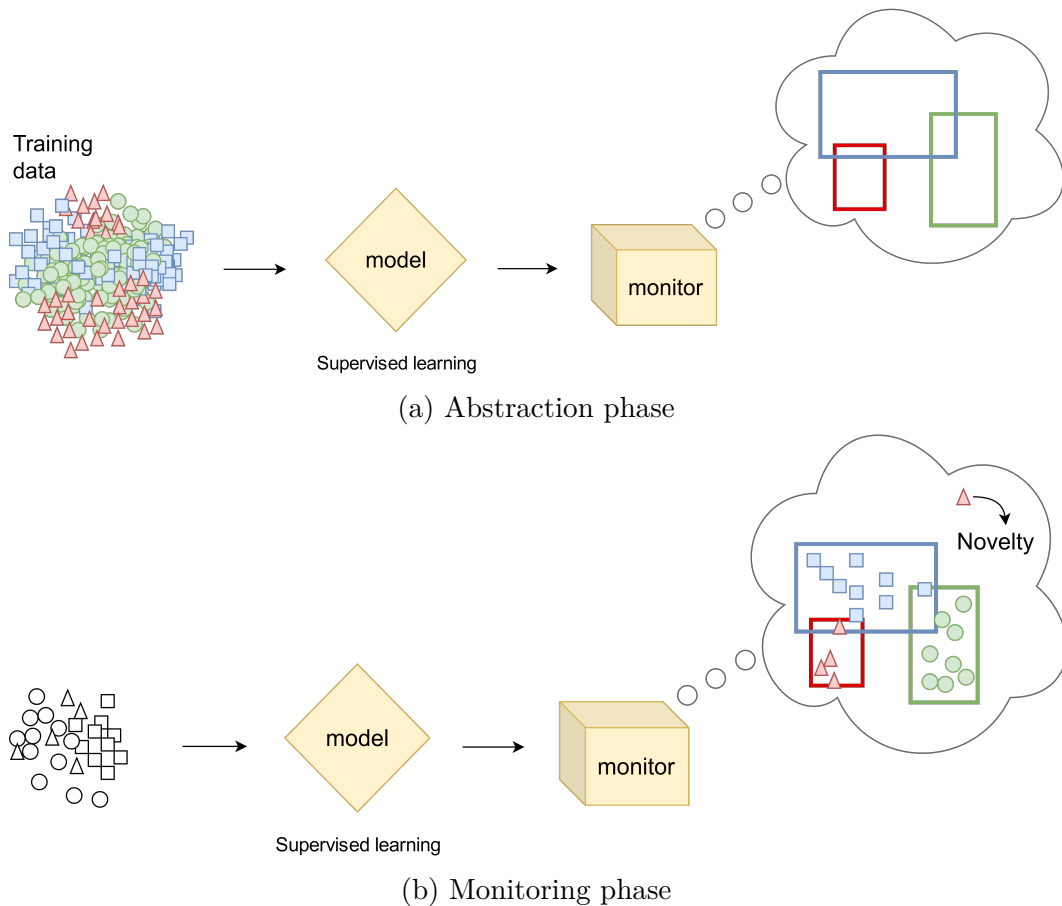 Training
data
model
monitor
Supervised learning
(a) Abstraction phase
Novelty
model
monitor
Supervised learning
(b) Monitoring phase